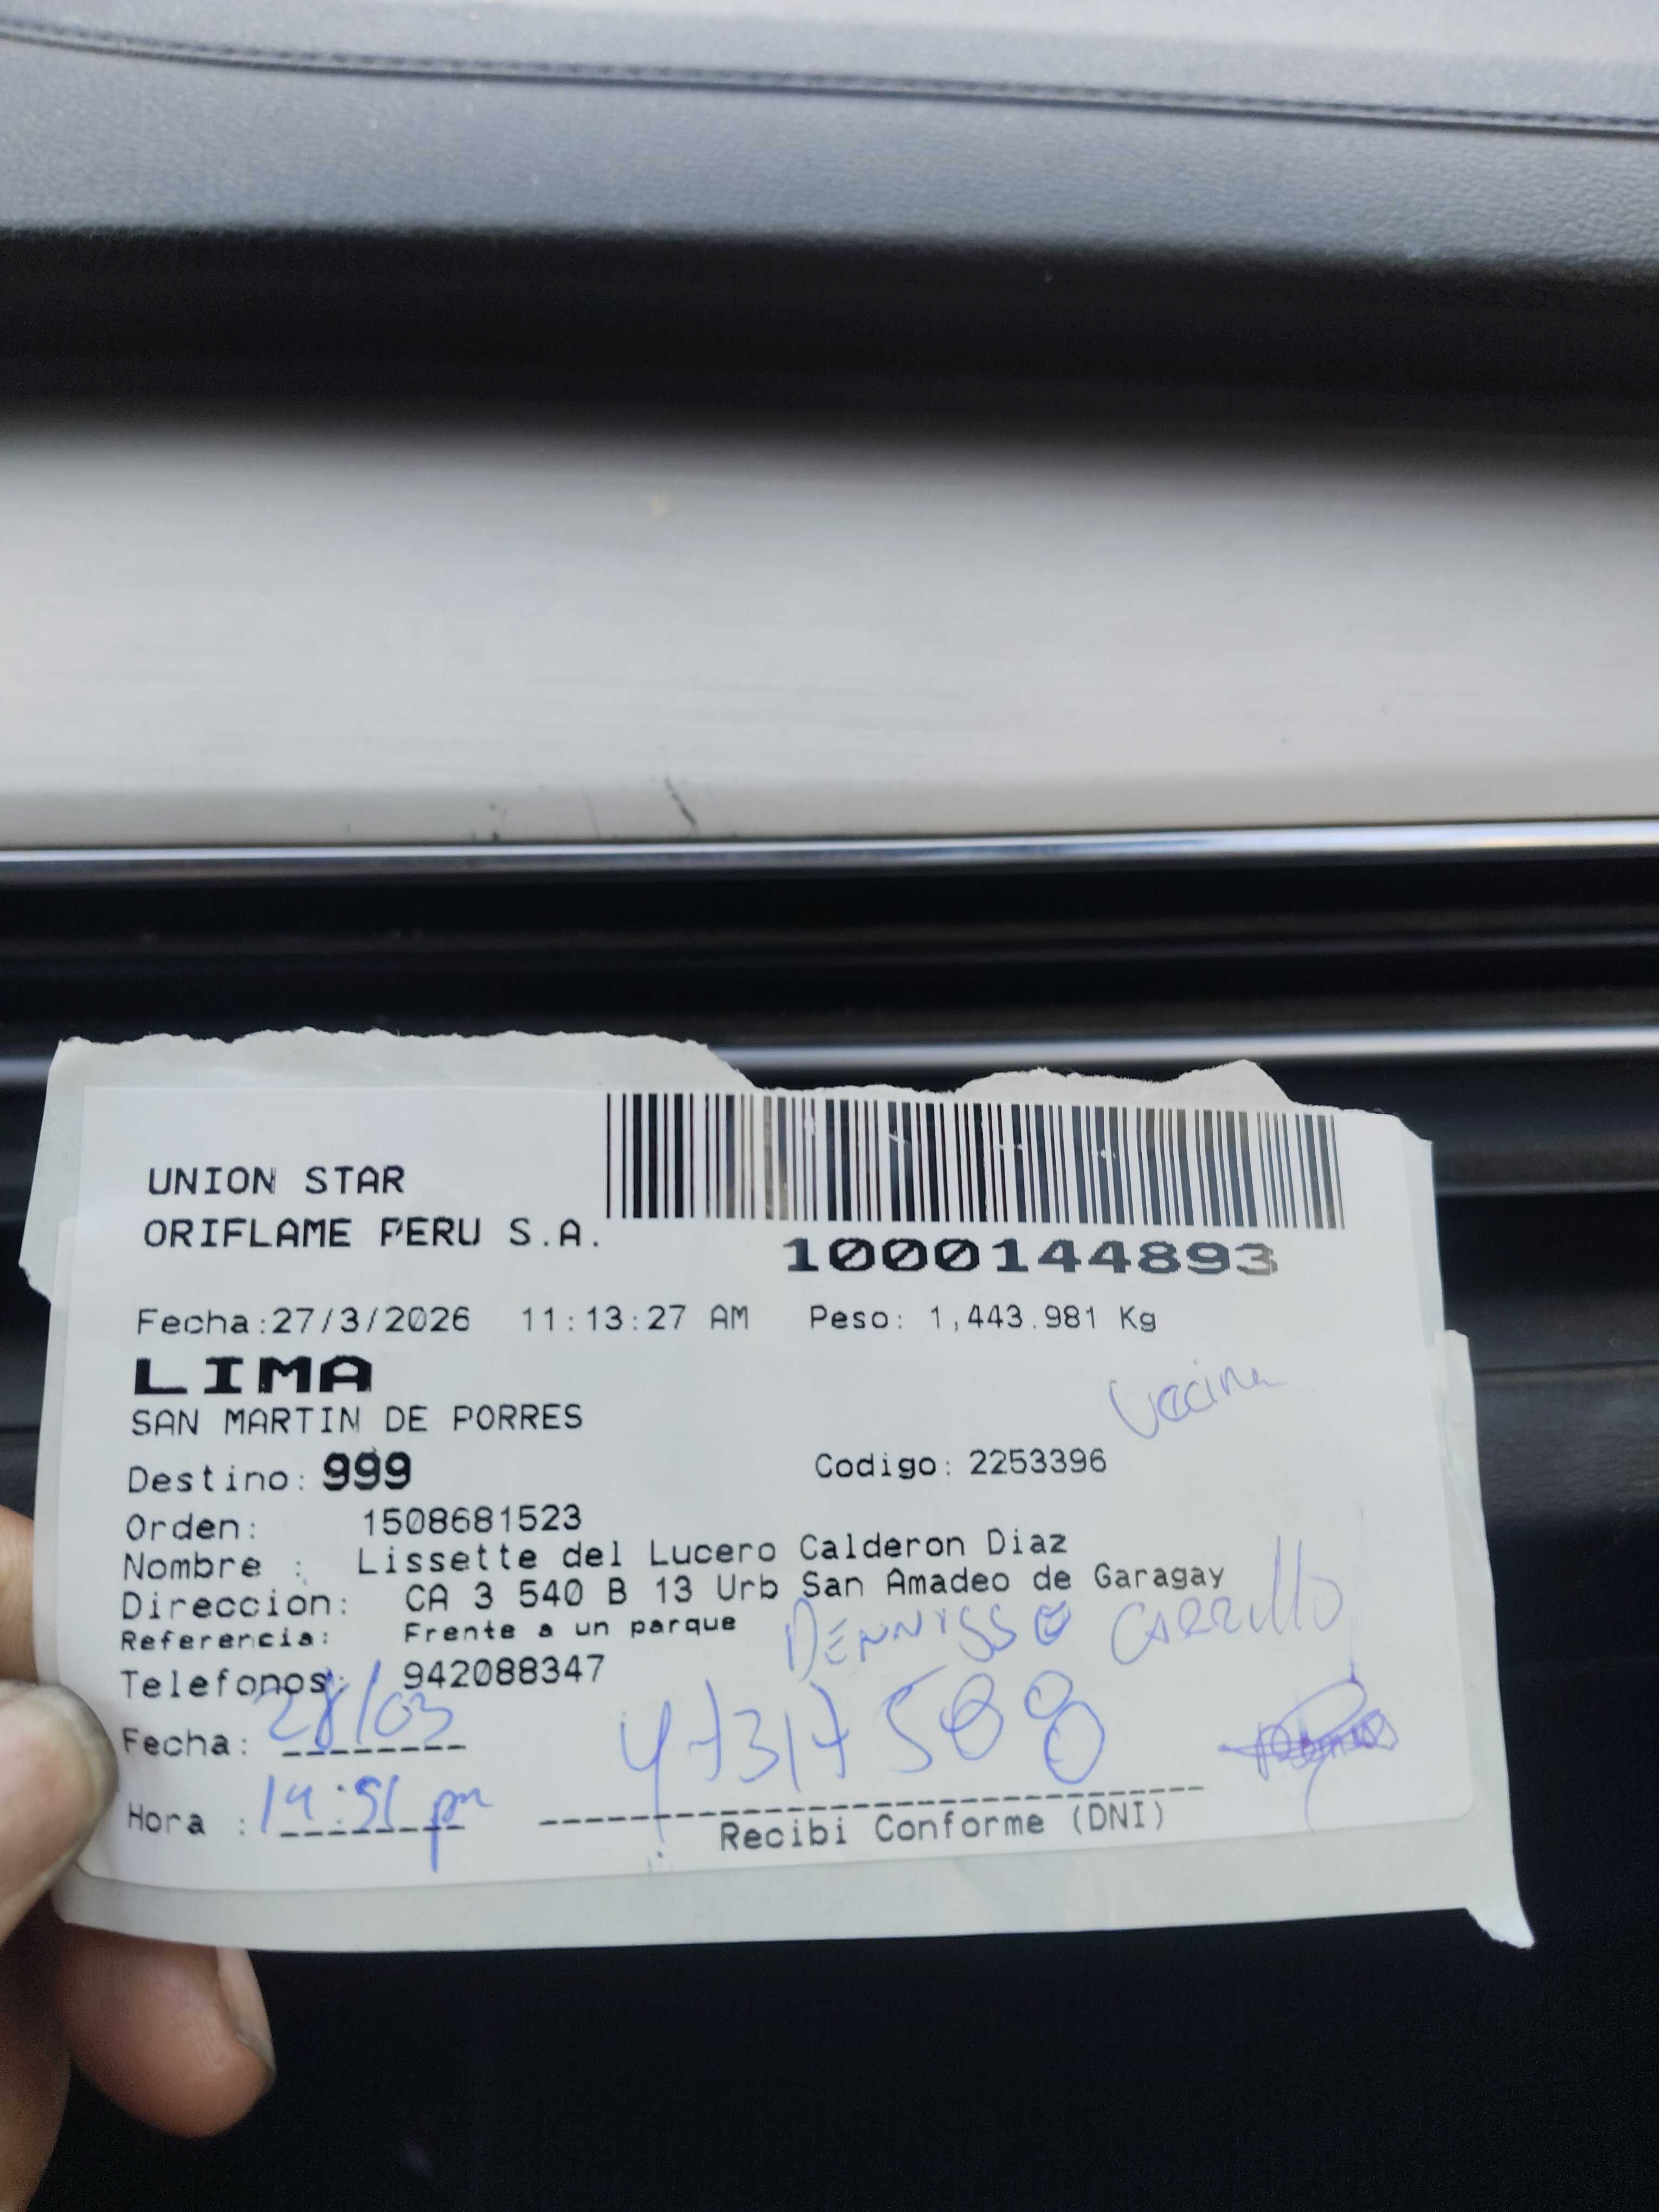 UNION STAR
ORIFLAME PERU S.A.
1000144893
Fecha:27/3/2026 11:13:27 AM Peso: 1,443.981 Kg
LIMA
Vecina
SAN MARTIN DE PORRES
Destino: 999 Codigo: 2253396
Orden: 1508681523
Nombre : Lissette del Lucero Calderon Diaz
Direccion: CA 3 540 B 13 Urb San Amadeo de Garagay
Referencia: Frente a un parque
DENNISSE CARRILLO
Telefonos: 942088347
Fecha: 28/03
47317588
Hora : 14:51 pm
Recibi Conforme (DNI)